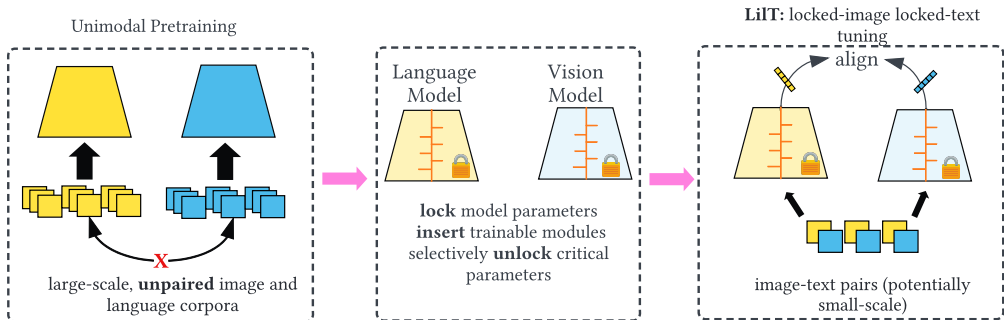 Unimodal Pretraining
X
large-scale, unpaired image and
language corpora
Language
Model
Vision
Model
lock model parameters
insert trainable modules
selectively unlock critical
parameters
LilT: locked-image locked-text
tuning
align
image-text pairs (potentially
small-scale)